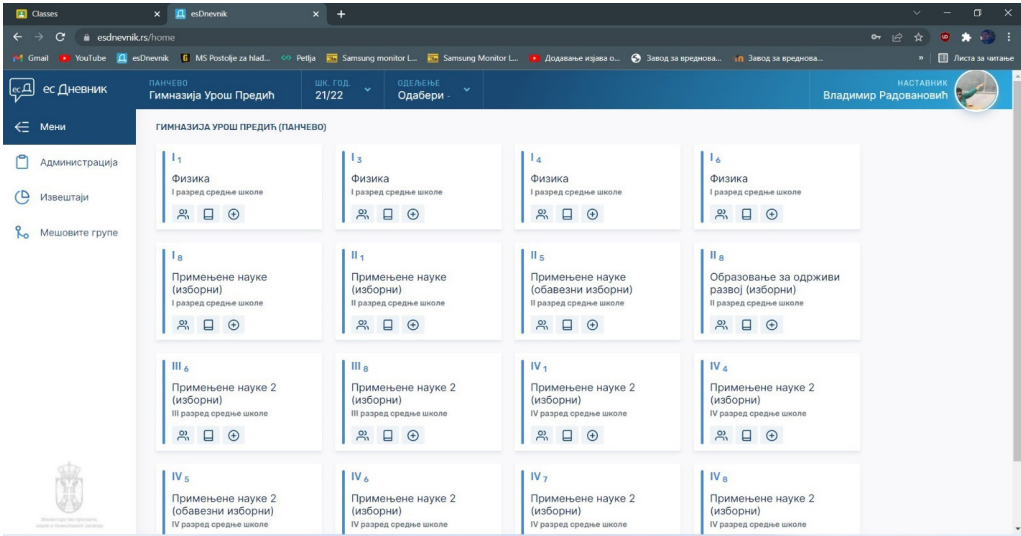 Classes
esDnevnik
esdnevnik.rs/home
Gmail
YouTube
esDnevnik
MS Postolje za hlad...
Petlja
Samsung monitor L...
Samsung Monitor L...
Додавање изјава о...
Завод за вреднова...
Завод за вреднова...
»
Листа за читање
ес Дневник
ПАНЧЕВО
Гимназија Урош Предић
ШК. ГОД.
21/22
ОДЕЉЕЊЕ
Одабери -
НАСТАВНИК
Владимир Радовановић
Мени
Администрација
Извештаји
Мешовите групе
ГИМНАЗИЈА УРОШ ПРЕДИЋ (ПАНЧЕВО)
I 1
Физика
I разред средње школе
I 3
Физика
I разред средње школе
I 4
Физика
I разред средње школе
I 6
Физика
I разред средње школе
I 8
Примењене науке
(изборни)
I разред средње школе
II 1
Примењене науке
(изборни)
II разред средње школе
II 5
Примењене науке
(обавезни изборни)
II разред средње школе
II 8
Образовање за одрживи
развој (изборни)
II разред средње школе
III 6
Примењене науке 2
(изборни)
III разред средње школе
III 8
Примењене науке 2
(изборни)
III разред средње школе
IV 1
Примењене науке 2
(изборни)
IV разред средње школе
IV 4
Примењене науке 2
(изборни)
IV разред средње школе
IV 5
Примењене науке 2
(обавезни изборни)
IV разред средње школе
IV 6
Примењене науке 2
(изборни)
IV разред средње школе
IV 7
Примењене науке 2
(изборни)
IV разред средње школе
IV 8
Примењене науке 2
(изборни)
IV разред средње школе